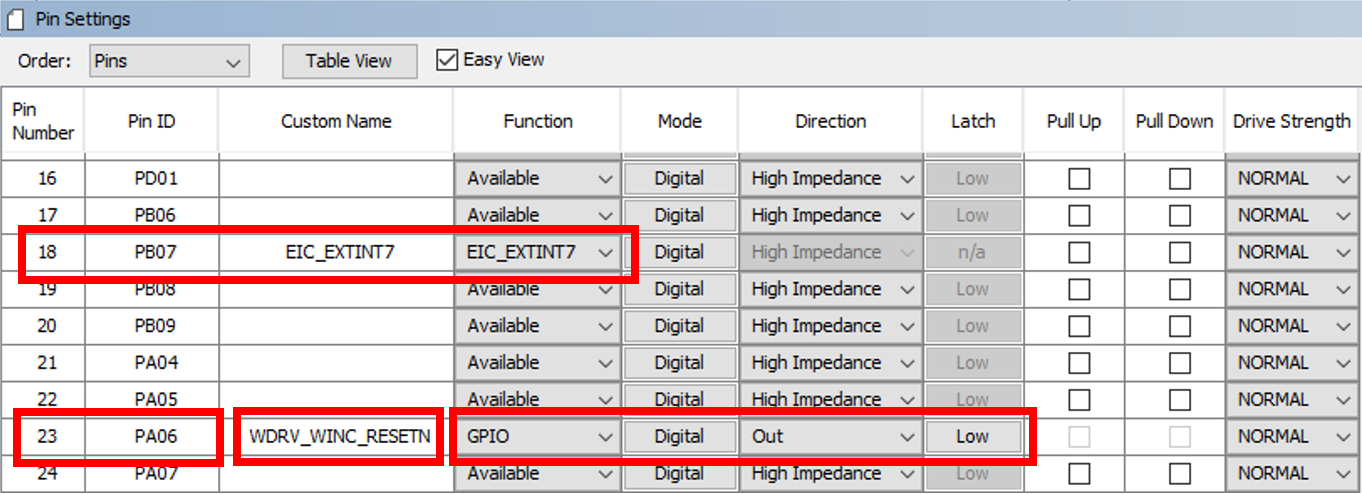 Pin Settings
Order: Pins Table View Easy View
Pin Number Pin ID Custom Name Function Mode Direction Latch Pull Up Pull Down Drive Strength
16 PD01 Available Digital High Impedance Low NORMAL
17 PB06 Available Digital High Impedance Low NORMAL
18 PB07 EIC_EXTINT7 EIC_EXTINT7 Digital High Impedance n/a NORMAL
19 PB08 Available Digital High Impedance Low NORMAL
20 PB09 Available Digital High Impedance Low NORMAL
21 PA04 Available Digital High Impedance Low NORMAL
22 PA05 Available Digital High Impedance Low NORMAL
23 PA06 WDRV_WINC_RESETN GPIO Digital Out Low NORMAL
24 PA07 Available Digital High Impedance Low NORMAL